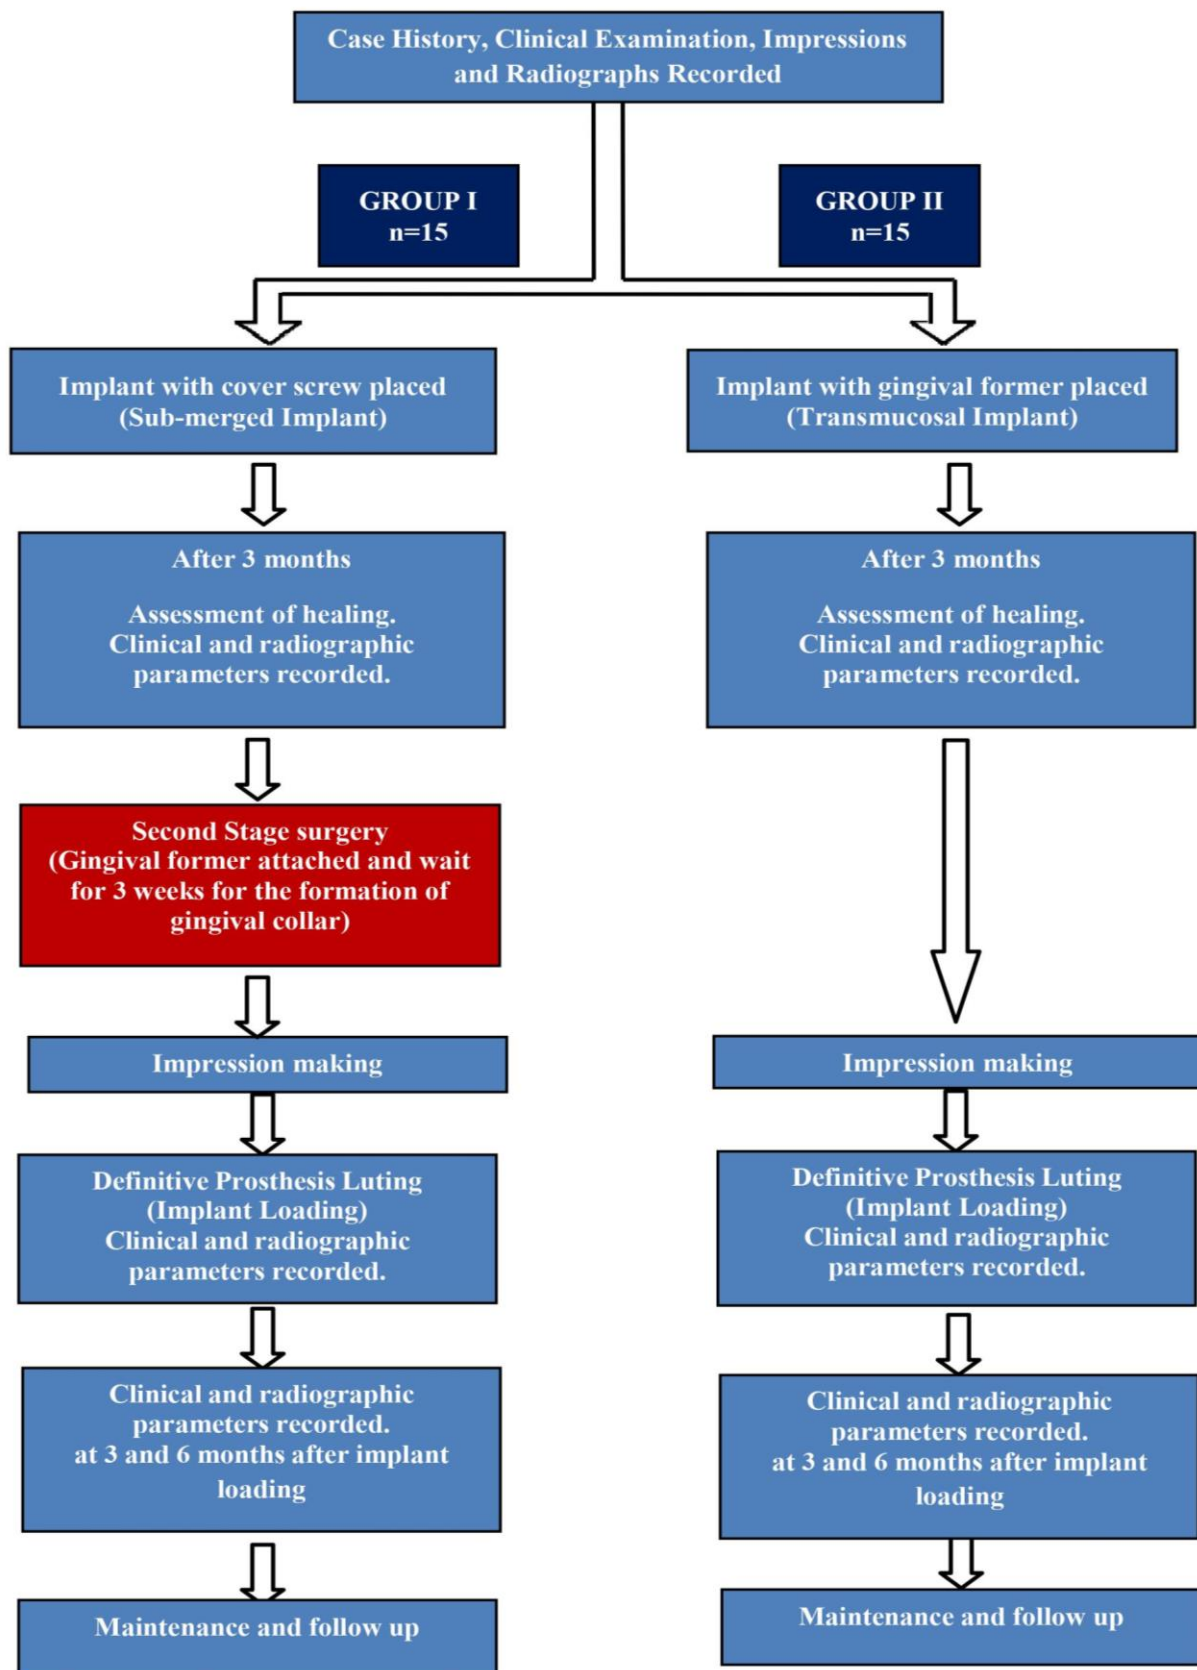 Case History, Clinical Examination, Impressions
and Radiographs Recorded
GROUP I
n=15
GROUP II
n=15
Implant with cover screw placed
(Sub-merged Implant)
Implant with gingival former placed
(Transmucosal Implant)
After 3 months
Assessment of healing.
Clinical and radiographic
parameters recorded.
After 3 months
Assessment of healing.
Clinical and radiographic
parameters recorded.
Second Stage surgery
(Gingival former attached and wait
for 3 weeks for the formation of
gingival collar)
Impression making
Impression making
Definitive Prosthesis Luting
(Implant Loading)
Clinical and radiographic
parameters recorded.
Definitive Prosthesis Luting
(Implant Loading)
Clinical and radiographic
parameters recorded.
Clinical and radiographic
parameters recorded.
at 3 and 6 months after implant
loading
Clinical and radiographic
parameters recorded.
at 3 and 6 months after implant
loading
Maintenance and follow up
Maintenance and follow up